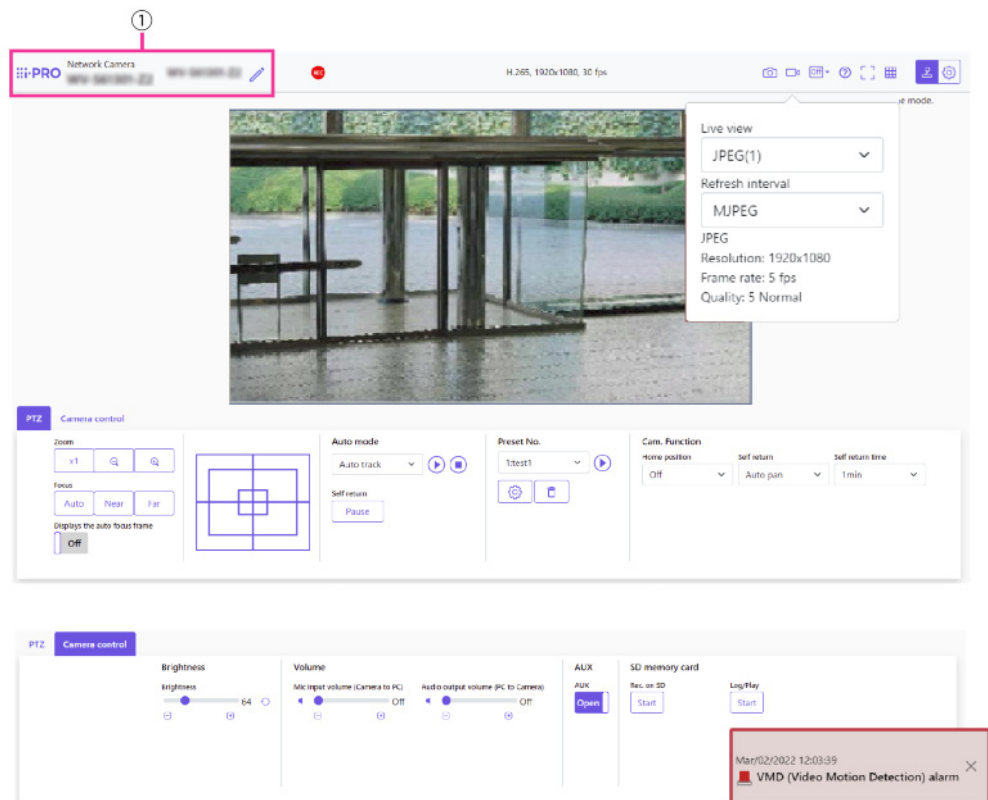 ①
i-PRO Network Camera
REC H.265, 1920x1080, 30 fps Off
e mode.
Live view
JPEG(1)
Refresh interval
MJPEG
JPEG
Resolution: 1920x1080
Frame rate: 5 fps
Quality: 5 Normal
PTZ Camera control
Zoom
x1
Focus
Auto Near Far
Displays the auto focus frame
Off
Auto mode
Auto track
Self return
Pause
Preset No.
1:test1
Cam. Function
Home position Self return Self return time
Off Auto pan 1min
PTZ Camera control
Brightness Volume AUX SD memory card
Brightness Mic input volume (Camera to PC) Audio output volume (PC to Camera) AUX Rec. on SD Log/Play
64 Off Off Open Start Start
Mar/02/2022 12:03:39
VMD (Video Motion Detection) alarm